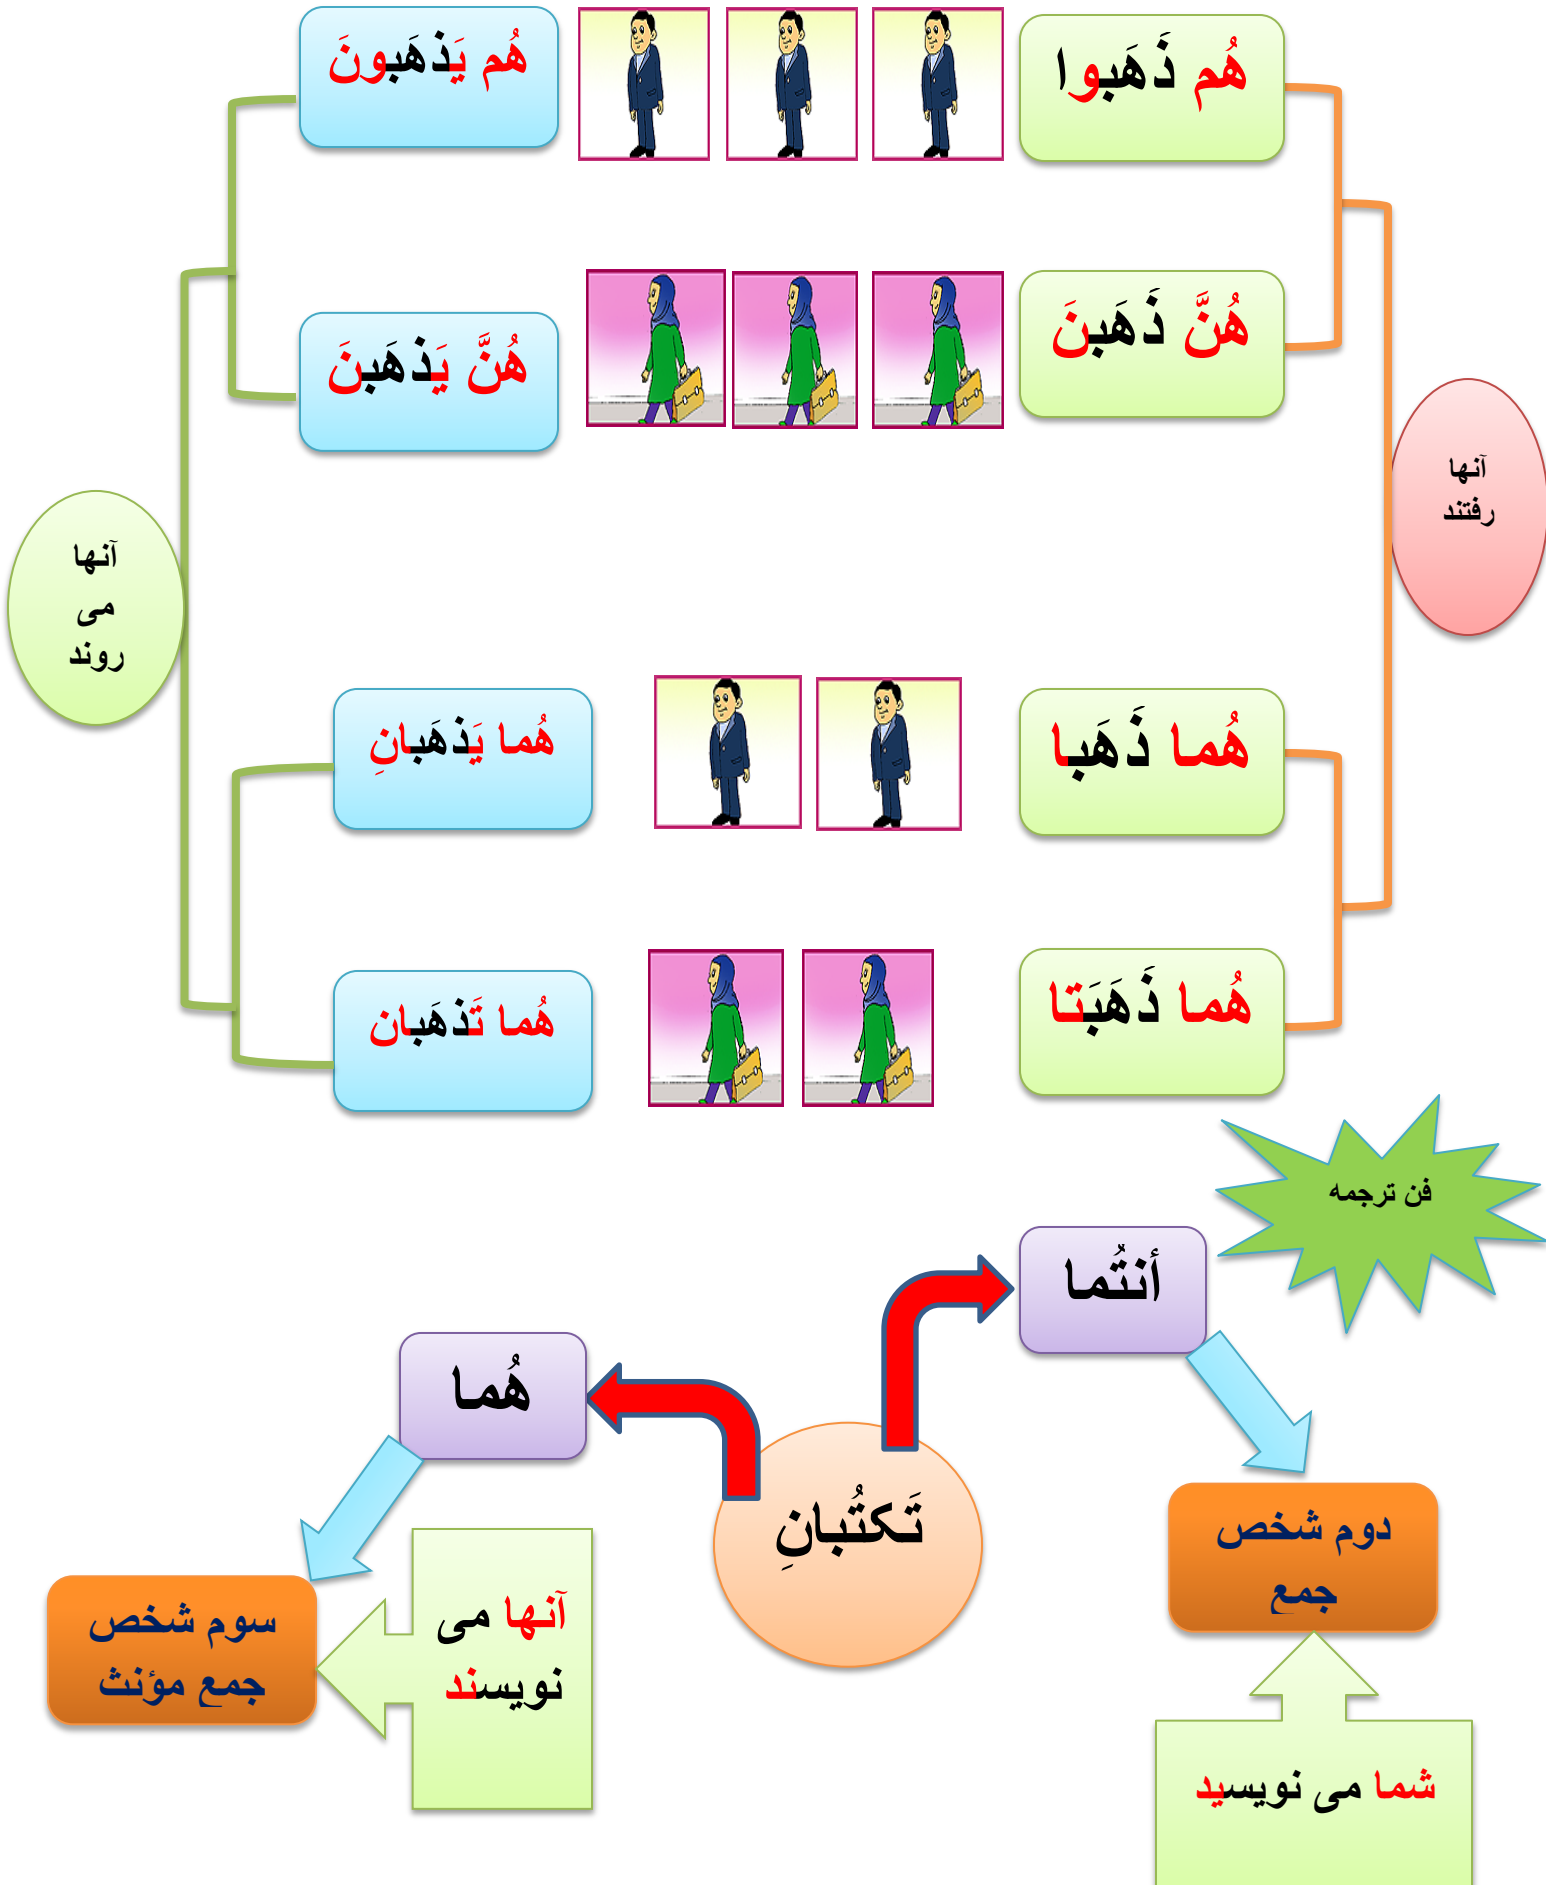 هُم ذَهَبوا
هُم يَذهَبونَ
هُنَّ ذَهَبنَ
هُنَّ يَذهَبنَ
آنها
رفتند
آنها
می
روند
هُما ذَهَبا
هُما يَذهَبانِ
هُما ذَهَبَتا
هُما تَذهَبان
فن ترجمه
أنتُما
هُما
تَكتُبانِ
دوم شخص
جمع
آنها می
نویسند
سوم شخص
جمع مؤنث
شما می نویسید